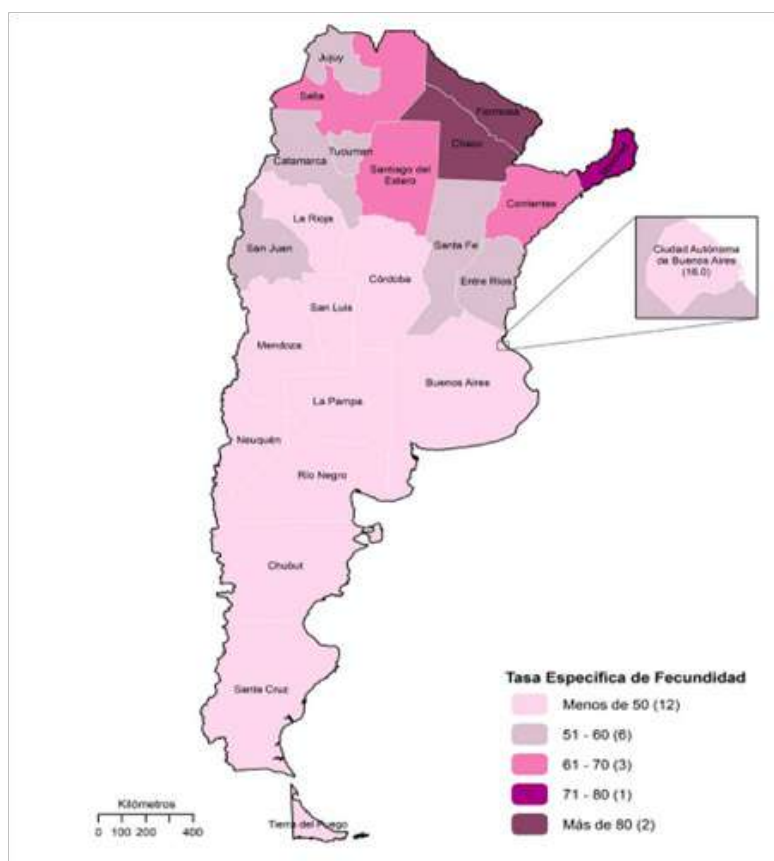 Jujuy
Salta
Formosa
Chaco
Tucumán
Catamarca
Santiago del
Estero
Corrientes
La Rioja
Santa Fe
San Juan
Ciudad Autónoma
de Buenos Aires
(16.0)
Córdoba
Entre Ríos
San Luis
Mendoza
Buenos Aires
La Pampa
Neuquén
Río Negro
Chubut
Santa Cruz
Tierra del Fuego
Tasa Específica de Fecundidad
Menos de 50 (12)
51 - 60 (6)
61 - 70 (3)
71 - 80 (1)
Más de 80 (2)
Kilómetros
0 100 200 400